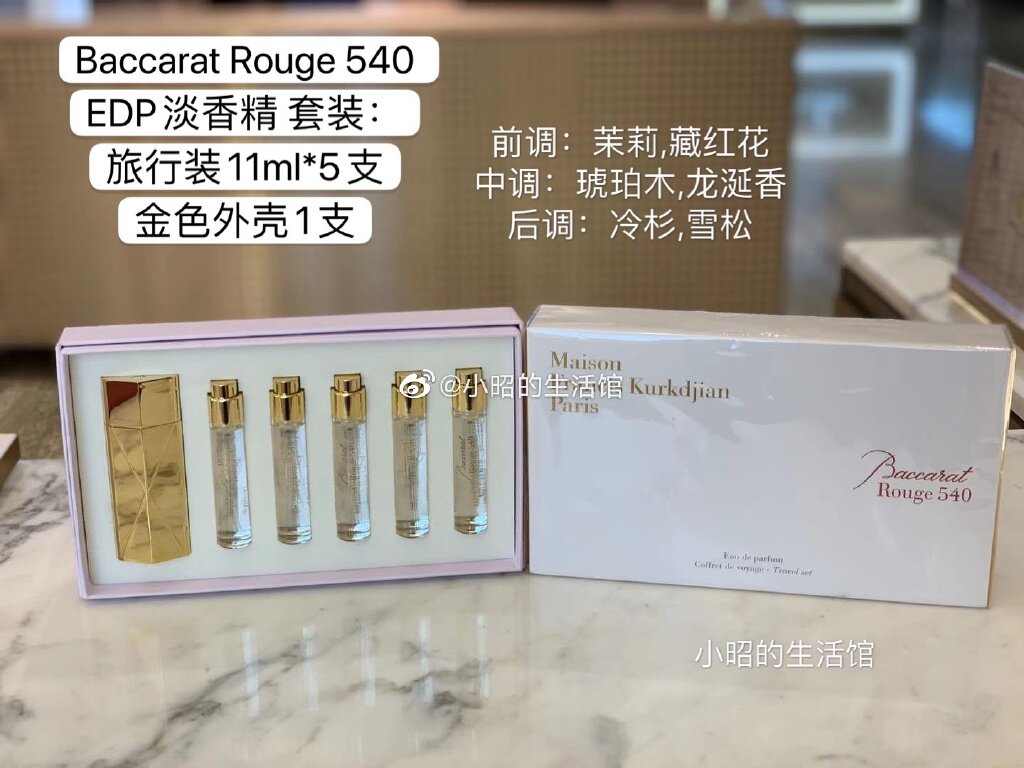 Baccarat Rouge 540
EDP淡香精 套装：
旅行装11ml*5支
金色外壳1支
前调：茉莉,藏红花
中调：琥珀木,龙涎香
后调：冷杉,雪松
@小昭的生活馆
Maison
Kurkdjian
Paris
Baccarat
Rouge 540
Eau de parfum
Coffret de voyage - Travel set
小昭的生活馆